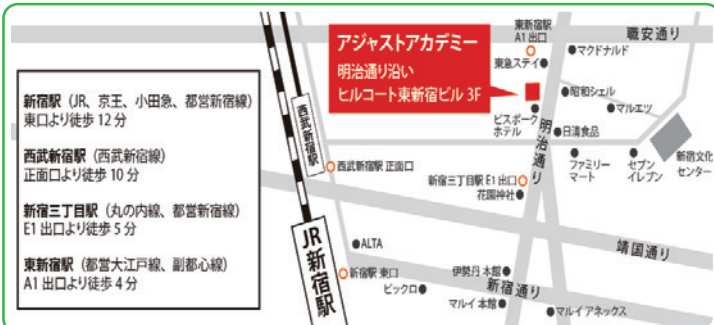 新宿駅（JR、京王、小田急、都営新宿線）
東口より徒歩 12 分
西武新宿駅（西武新宿線）
正面口より徒歩 10 分
新宿三丁目駅（丸の内線、都営新宿線）
E1 出口より徒歩 5 分
東新宿駅（都営大江戸線、副都心線）
A1 出口より徒歩 4 分
アジャストアカデミー
明治通り沿い
ヒルコート東新宿ビル 3F
東新宿駅
A1 出口
東急ステイ
職安通り
マクドナルド
昭和シェル
マルエツ
ビスポーク
ホテル
日清食品
明治通り
ファミリー
マート
セブン
イレブン
新宿文化
センター
西武新宿駅
西武新宿駅 正面口
新宿三丁目駅 E1 出口
花園神社
靖国通り
JR新宿駅
ALTA
新宿駅 東口
ビックロ
伊勢丹 本館
新宿通り
マルイ 本館
マルイ アネックス